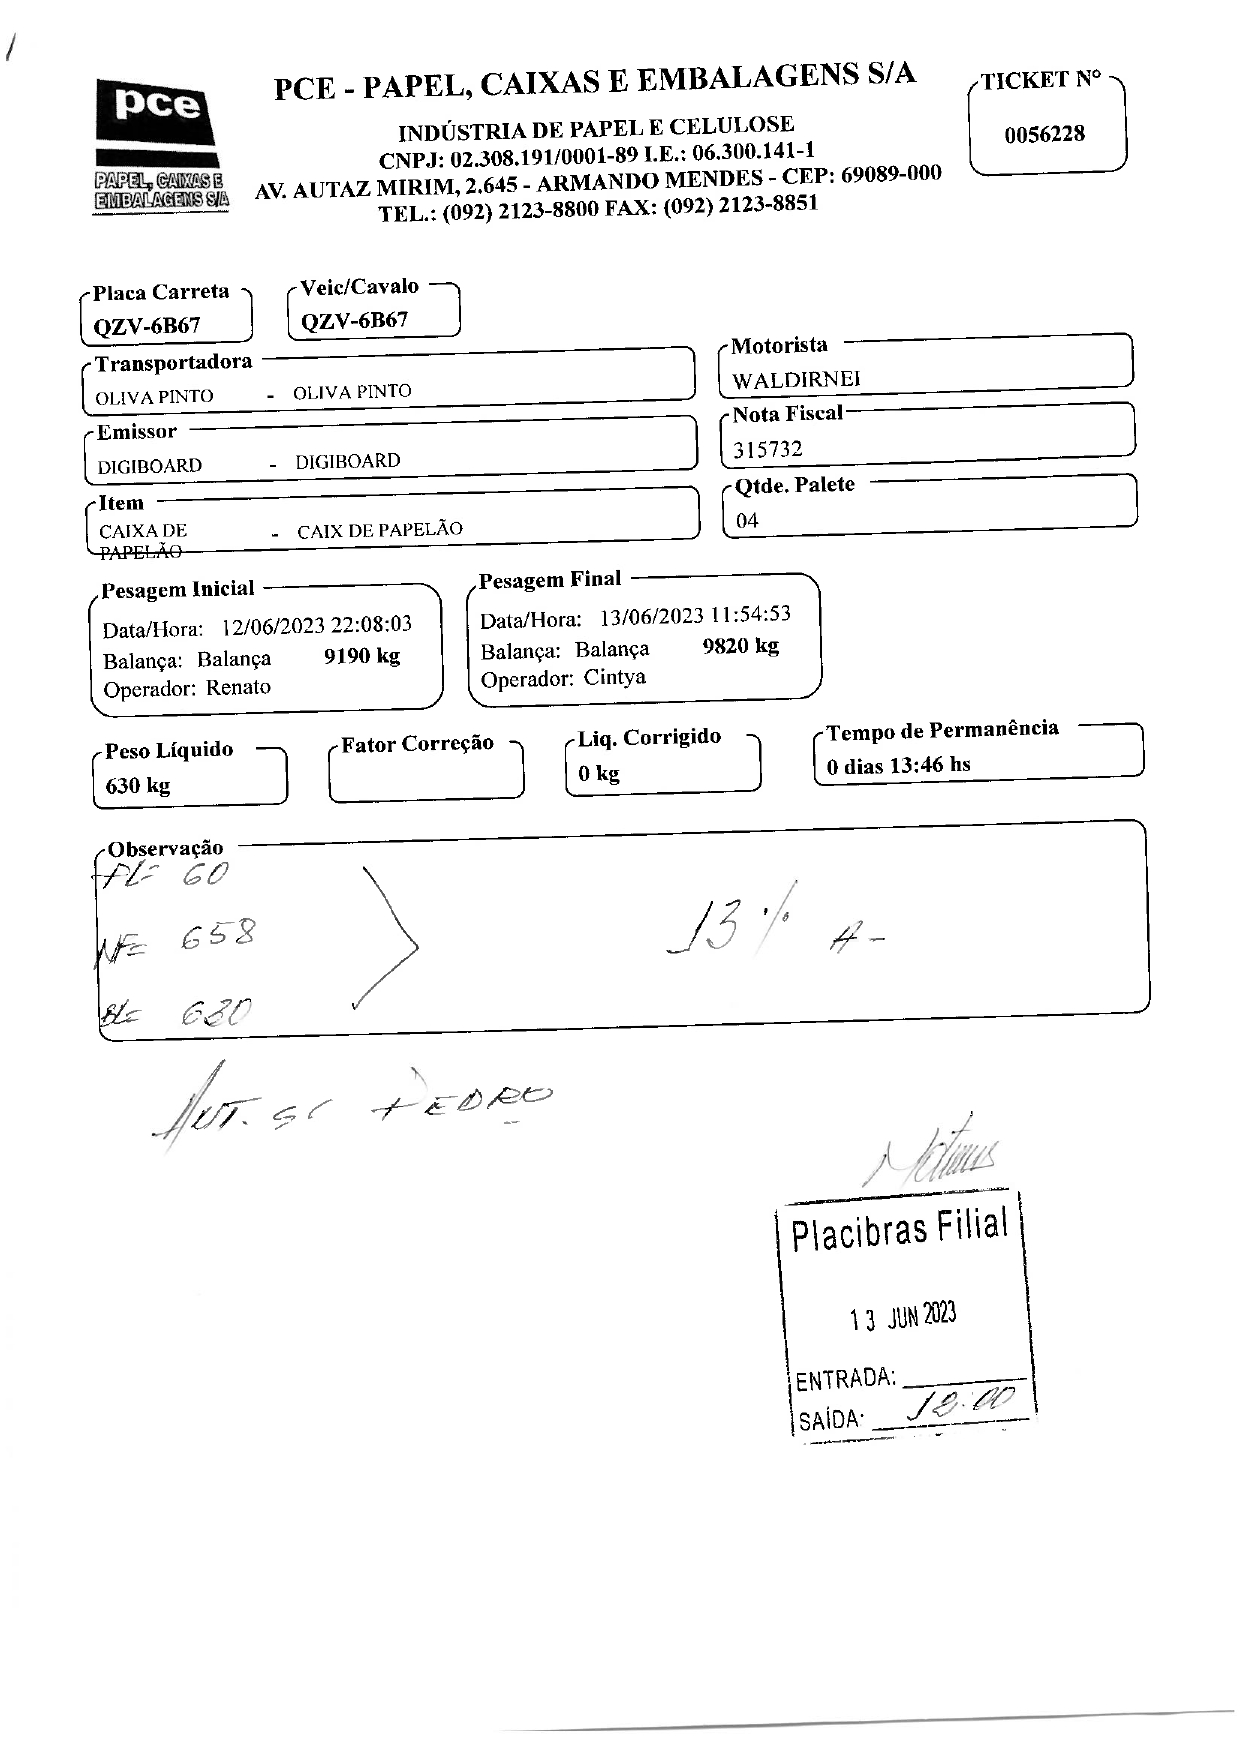 pce
PAPEL, CAIXAS E
EMBALAGENS S/A
PCE - PAPEL, CAIXAS E EMBALAGENS S/A
INDÚSTRIA DE PAPEL E CELULOSE
CNPJ: 02.308.191/0001-89 I.E.: 06.300.141-1
AV. AUTAZ MIRIM, 2.645 - ARMANDO MENDES - CEP: 69089-000
TEL.: (092) 2123-8800 FAX: (092) 2123-8851
TICKET Nº
0056228
Placa Carreta
QZV-6B67
Veic/Cavalo
QZV-6B67
Transportadora
OLIVA PINTO - OLIVA PINTO
Motorista
WALDIRNEI
Emissor
DIGIBOARD - DIGIBOARD
Nota Fiscal
315732
Item
CAIXA DE - CAIX DE PAPELÃO
PAPELÃO
Qtde. Palete
04
Pesagem Inicial
Data/Hora: 12/06/2023 22:08:03
Balança: Balança 9190 kg
Operador: Renato
Pesagem Final
Data/Hora: 13/06/2023 11:54:53
Balança: Balança 9820 kg
Operador: Cintya
Peso Líquido
630 kg
Fator Correção
Liq. Corrigido
0 kg
Tempo de Permanência
0 dias 13:46 hs
Observação
PL= 60
NF= 658
BL= 630
13% A-
AUT. Sr PEDRO
Placibras Filial
13 JUN 2023
ENTRADA:
SAÍDA: 12:00